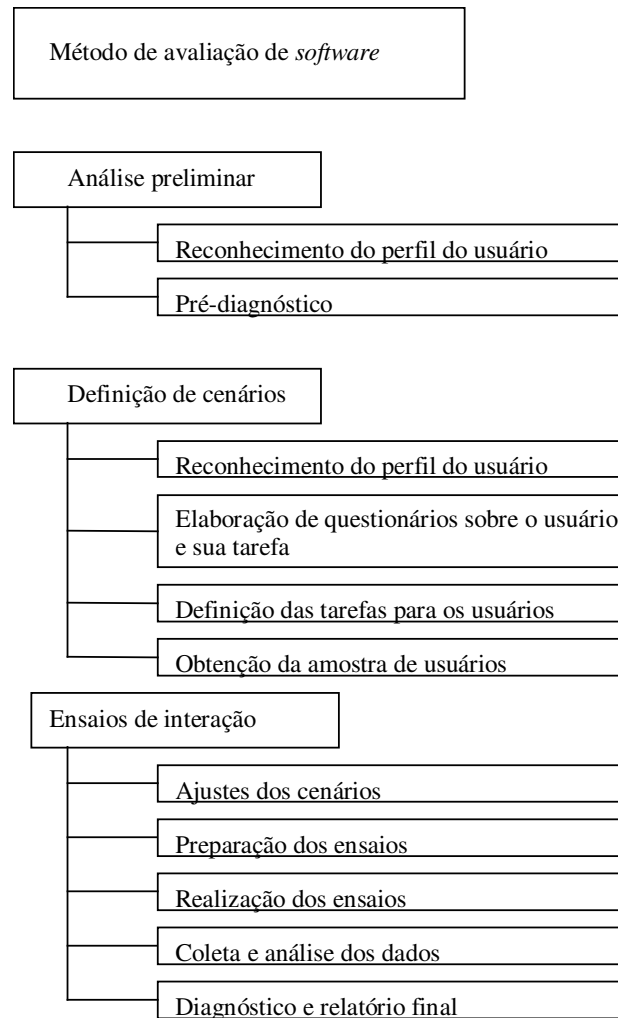 Método de avaliação de software
Análise preliminar
Reconhecimento do perfil do usuário
Pré-diagnóstico
Definição de cenários
Reconhecimento do perfil do usuário
Elaboração de questionários sobre o usuário
e sua tarefa
Definição das tarefas para os usuários
Obtenção da amostra de usuários
Ensaios de interação
Ajustes dos cenários
Preparação dos ensaios
Realização dos ensaios
Coleta e análise dos dados
Diagnóstico e relatório final